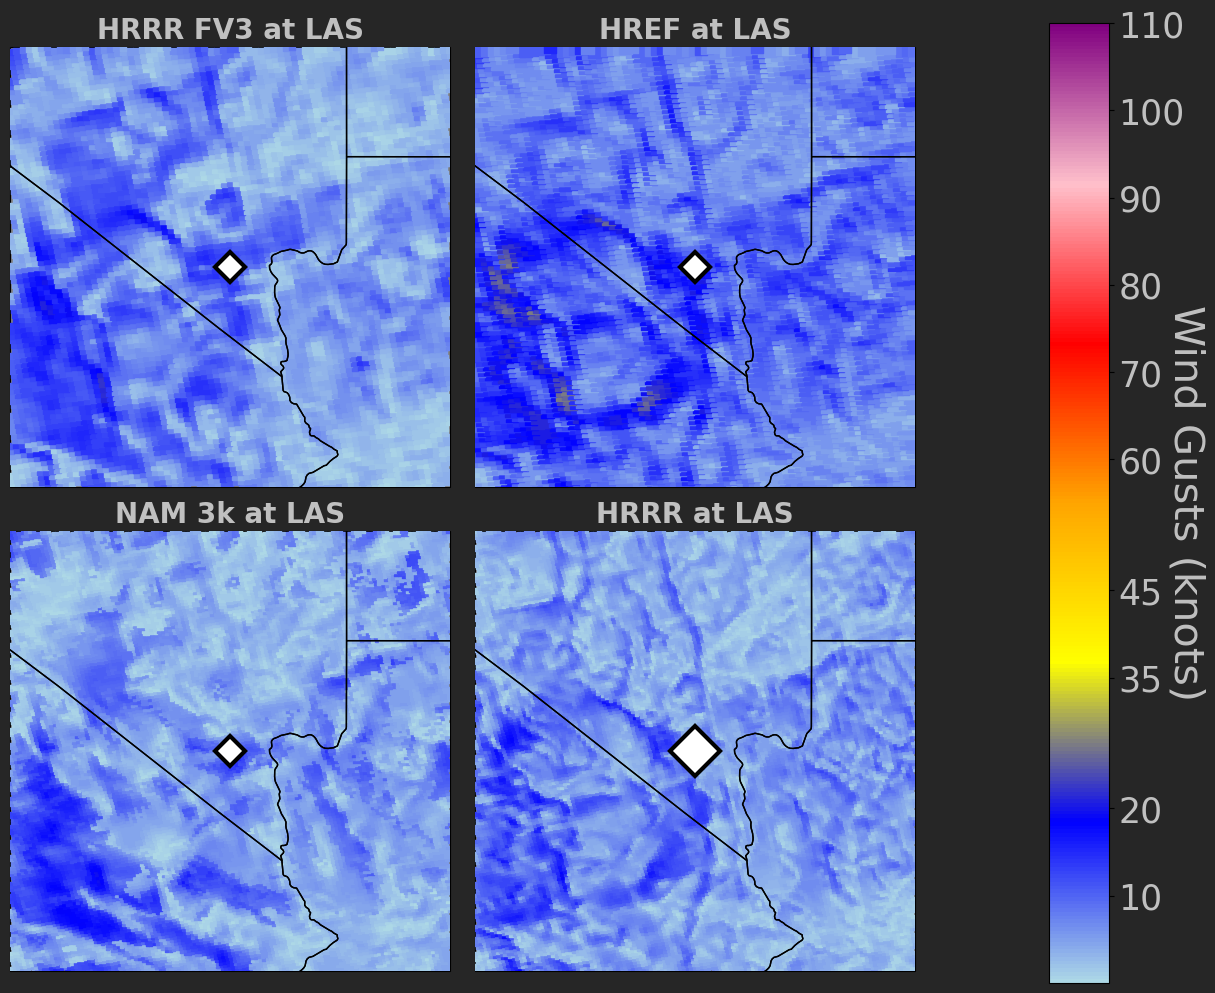 HRRR FV3 at LAS
HREF at LAS
NAM 3k at LAS
HRRR at LAS
110
100
90
80
70
60
45
35
20
10
Wind Gusts (knots)